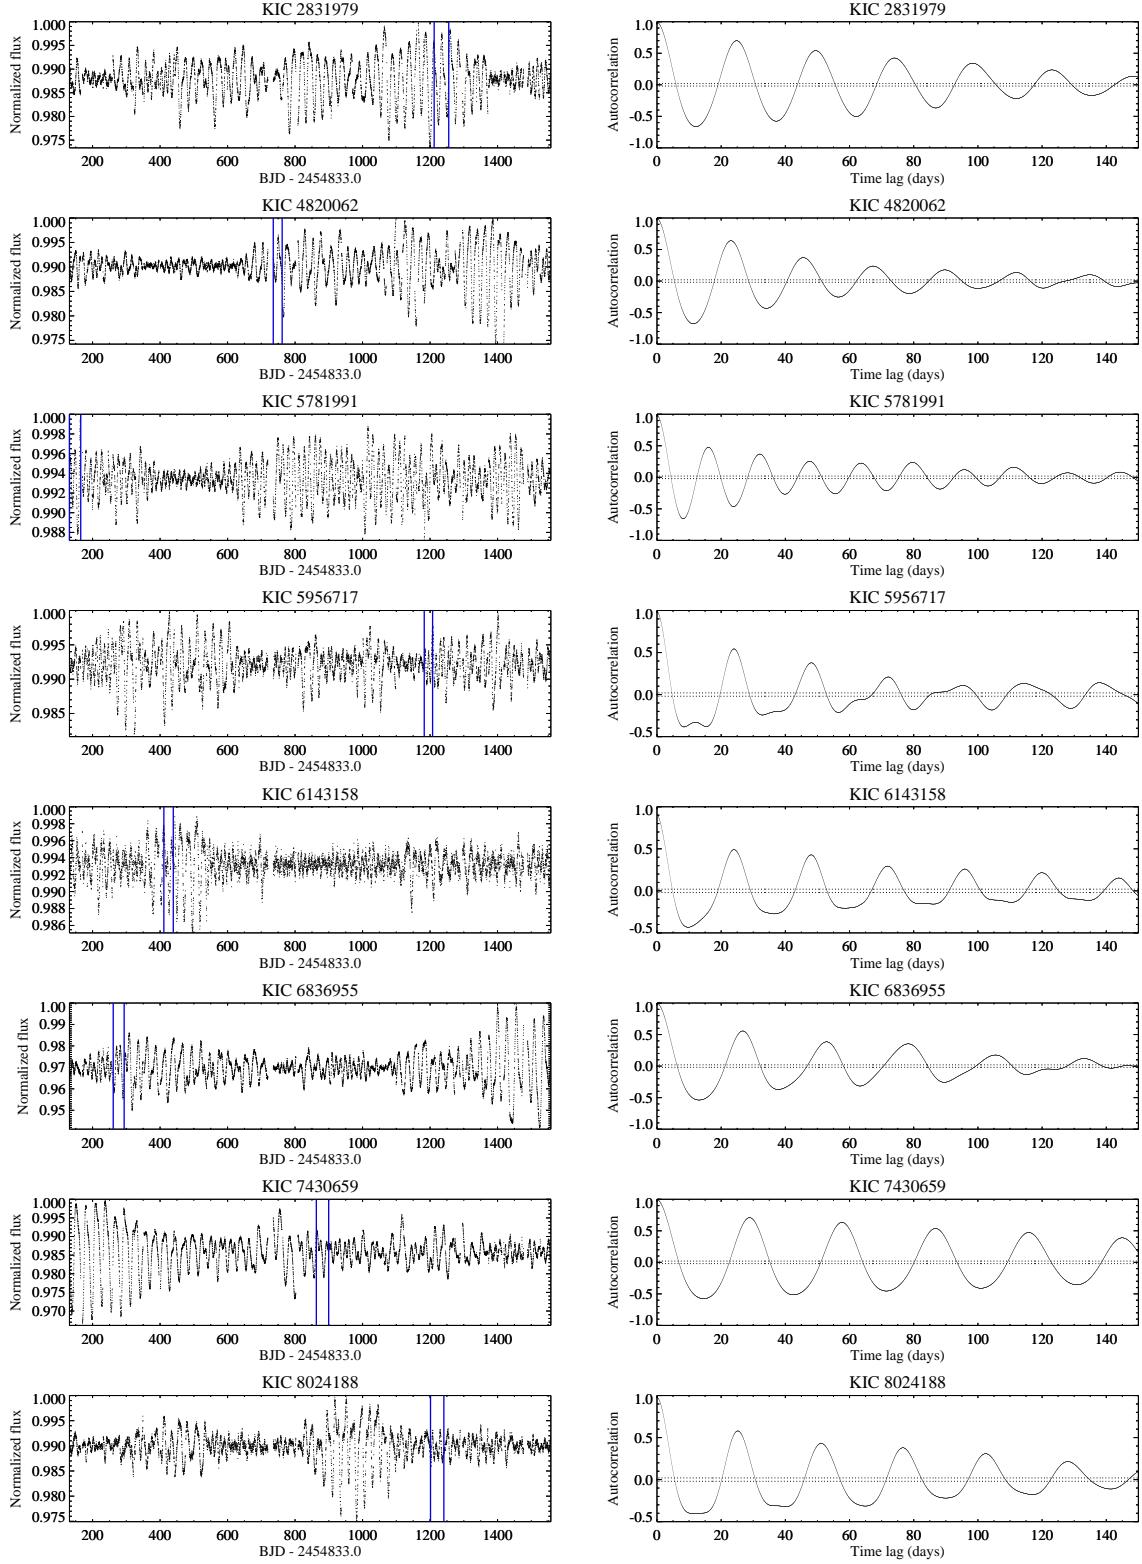 KIC 2831979
Normalized flux
1.000
0.995
0.990
0.985
0.980
0.975
200 400 600 800 1000 1200 1400
BJD - 2454833.0
KIC 2831979
Autocorrelation
1.0
0.5
0.0
-0.5
-1.0
0 20 40 60 80 100 120 140
Time lag (days)
KIC 4820062
Normalized flux
1.000
0.995
0.990
0.985
0.980
0.975
200 400 600 800 1000 1200 1400
BJD - 2454833.0
KIC 4820062
Autocorrelation
1.0
0.5
0.0
-0.5
-1.0
0 20 40 60 80 100 120 140
Time lag (days)
KIC 5781991
Normalized flux
1.000
0.998
0.996
0.994
0.992
0.990
0.988
200 400 600 800 1000 1200 1400
BJD - 2454833.0
KIC 5781991
Autocorrelation
1.0
0.5
0.0
-0.5
-1.0
0 20 40 60 80 100 120 140
Time lag (days)
KIC 5956717
Normalized flux
1.000
0.995
0.990
0.985
200 400 600 800 1000 1200 1400
BJD - 2454833.0
KIC 5956717
Autocorrelation
1.0
0.5
0.0
-0.5
0 20 40 60 80 100 120 140
Time lag (days)
KIC 6143158
Normalized flux
1.000
0.998
0.996
0.994
0.992
0.990
0.988
0.986
200 400 600 800 1000 1200 1400
BJD - 2454833.0
KIC 6143158
Autocorrelation
1.0
0.5
0.0
-0.5
0 20 40 60 80 100 120 140
Time lag (days)
KIC 6836955
Normalized flux
1.00
0.99
0.98
0.97
0.96
0.95
200 400 600 800 1000 1200 1400
BJD - 2454833.0
KIC 6836955
Autocorrelation
1.0
0.5
0.0
-0.5
-1.0
0 20 40 60 80 100 120 140
Time lag (days)
KIC 7430659
Normalized flux
1.000
0.995
0.990
0.985
0.980
0.975
0.970
200 400 600 800 1000 1200 1400
BJD - 2454833.0
KIC 7430659
Autocorrelation
1.0
0.5
0.0
-0.5
-1.0
0 20 40 60 80 100 120 140
Time lag (days)
KIC 8024188
Normalized flux
1.000
0.995
0.990
0.985
0.980
0.975
200 400 600 800 1000 1200 1400
BJD - 2454833.0
KIC 8024188
Autocorrelation
1.0
0.5
0.0
-0.5
0 20 40 60 80 100 120 140
Time lag (days)